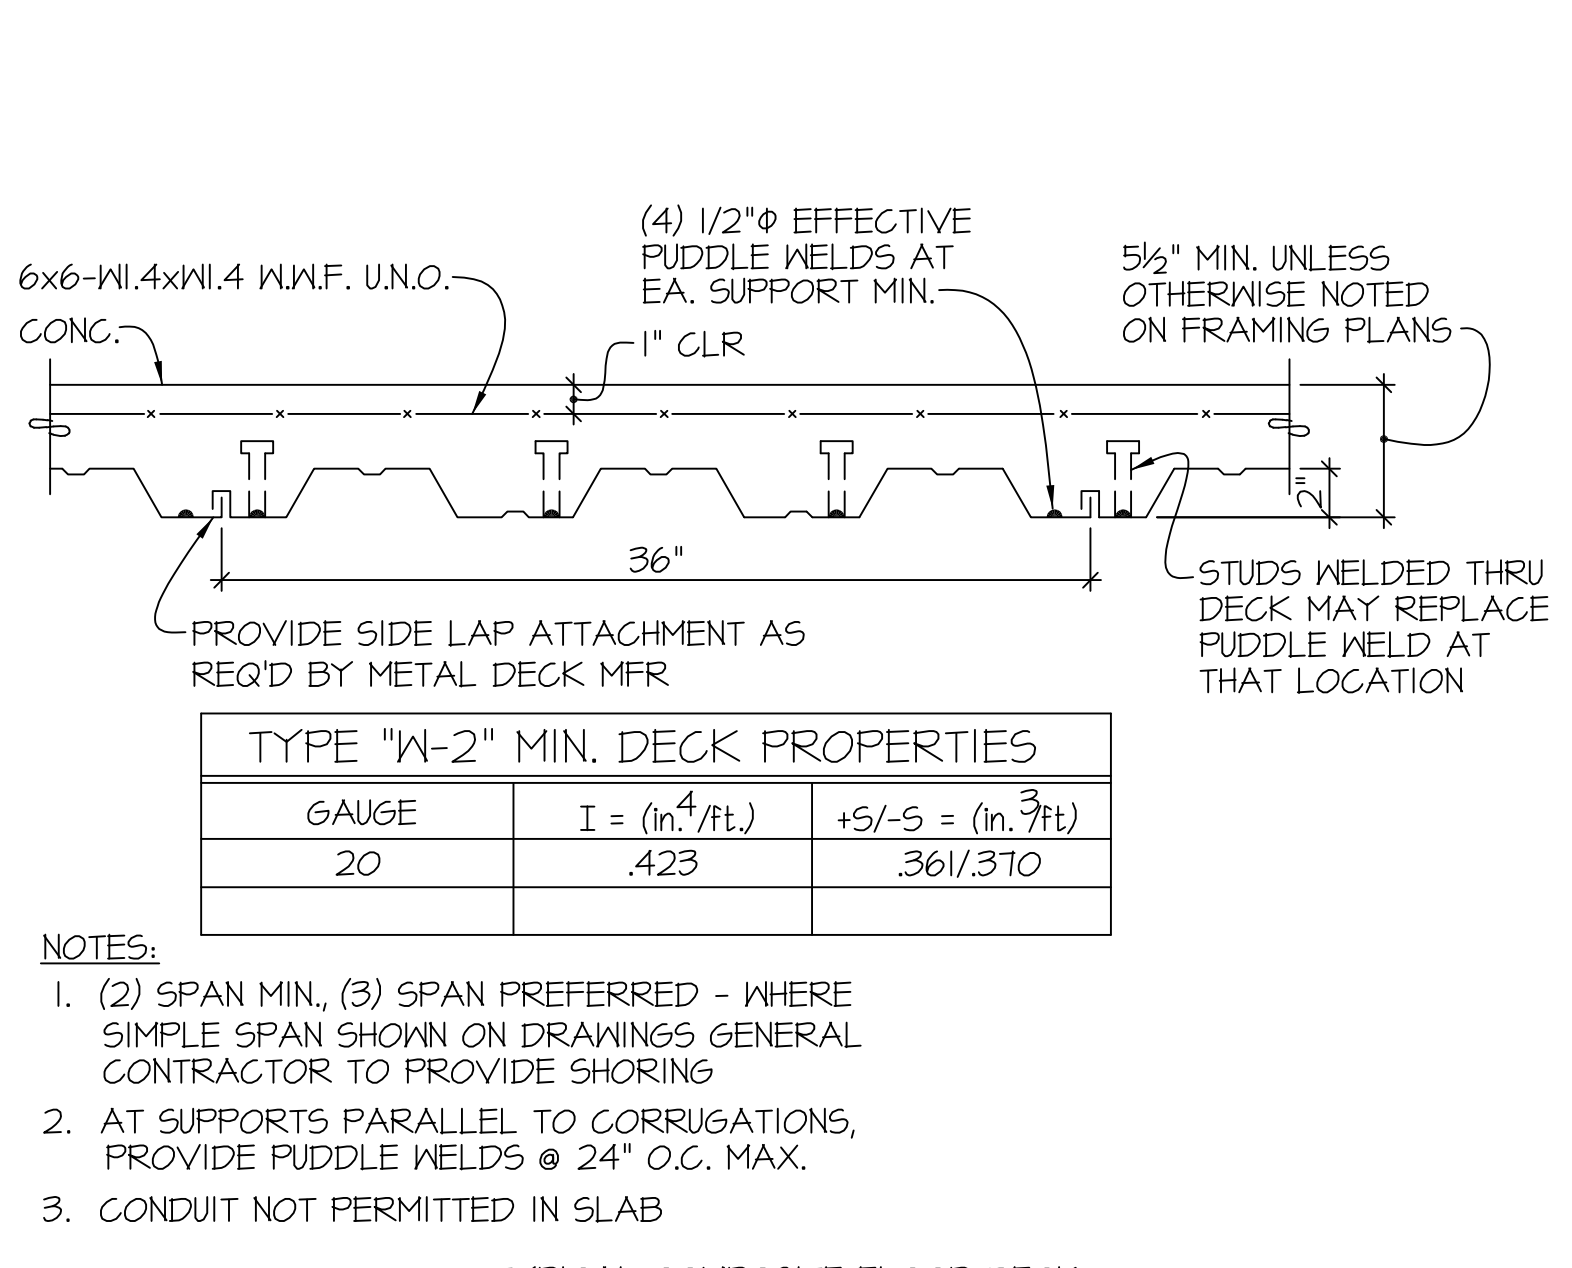 (4) 1/2"Φ EFFECTIVE
PUDDLE WELDS AT
EA. SUPPORT MIN.
5½" MIN. UNLESS
OTHERWISE NOTED
ON FRAMING PLANS
6x6-W1.4xW1.4 W.W.F. U.N.O.
CONC.
1" CLR
2"
36"
STUDS WELDED THRU
DECK MAY REPLACE
PUDDLE WELD AT
THAT LOCATION
PROVIDE SIDE LAP ATTACHMENT AS
REQ'D BY METAL DECK MFR
TYPE "W-2" MIN. DECK PROPERTIES
GAUGE I = (in.4/ft.) +S/-S = (in.3/ft)
20 .423 .361/.370
NOTES:
1. (2) SPAN MIN., (3) SPAN PREFERRED - WHERE
SIMPLE SPAN SHOWN ON DRAWINGS GENERAL
CONTRACTOR TO PROVIDE SHORING
2. AT SUPPORTS PARALLEL TO CORRUGATIONS,
PROVIDE PUDDLE WELDS @ 24" O.C. MAX.
3. CONDUIT NOT PERMITTED IN SLAB